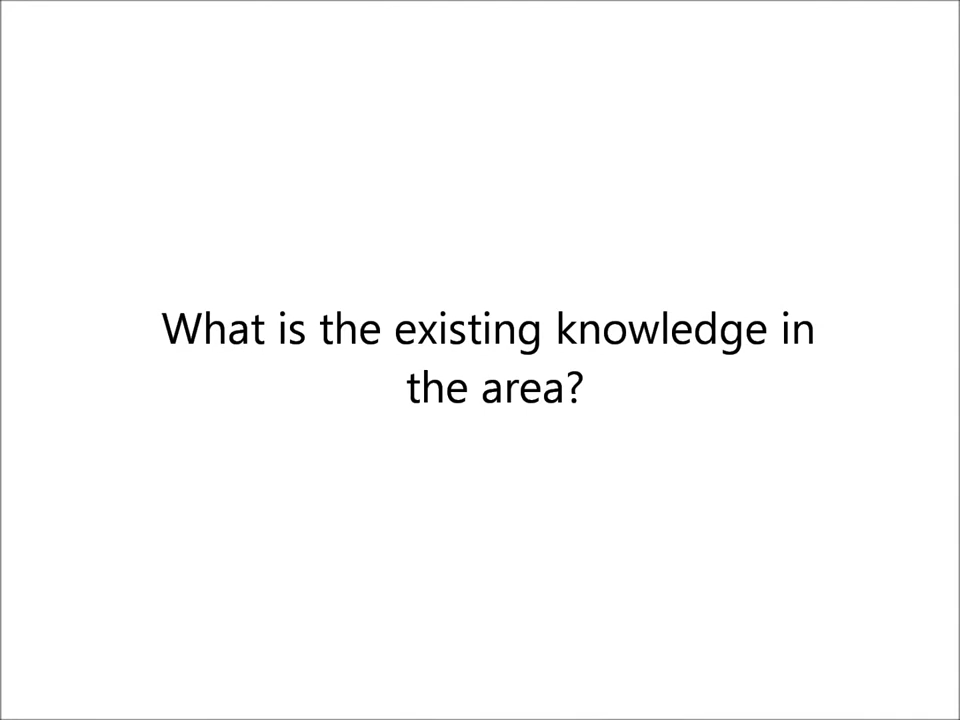 What is the existing knowledge in
the area?